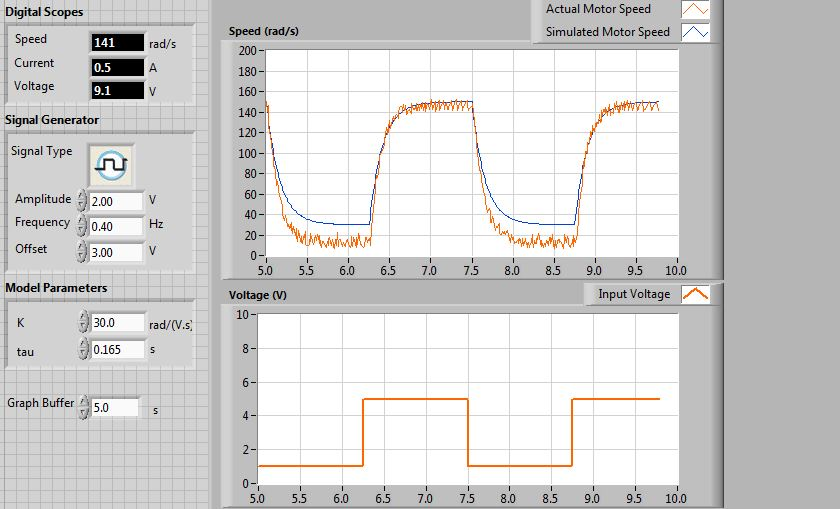 Digital Scopes
Speed 141 rad/s
Current 0.5 A
Voltage 9.1 V
Signal Generator
Signal Type
Amplitude 2.00 V
Frequency 0.40 Hz
Offset 3.00 V
Model Parameters
K 30.0 rad/(V.s)
tau 0.165 s
Graph Buffer 5.0 s
Speed (rad/s)
Actual Motor Speed
Simulated Motor Speed
200
180
160
140
120
100
80
60
40
20
0
5.0 5.5 6.0 6.5 7.0 7.5 8.0 8.5 9.0 9.5 10.0
Voltage (V)
Input Voltage
10
8
6
4
2
0
5.0 5.5 6.0 6.5 7.0 7.5 8.0 8.5 9.0 9.5 10.0